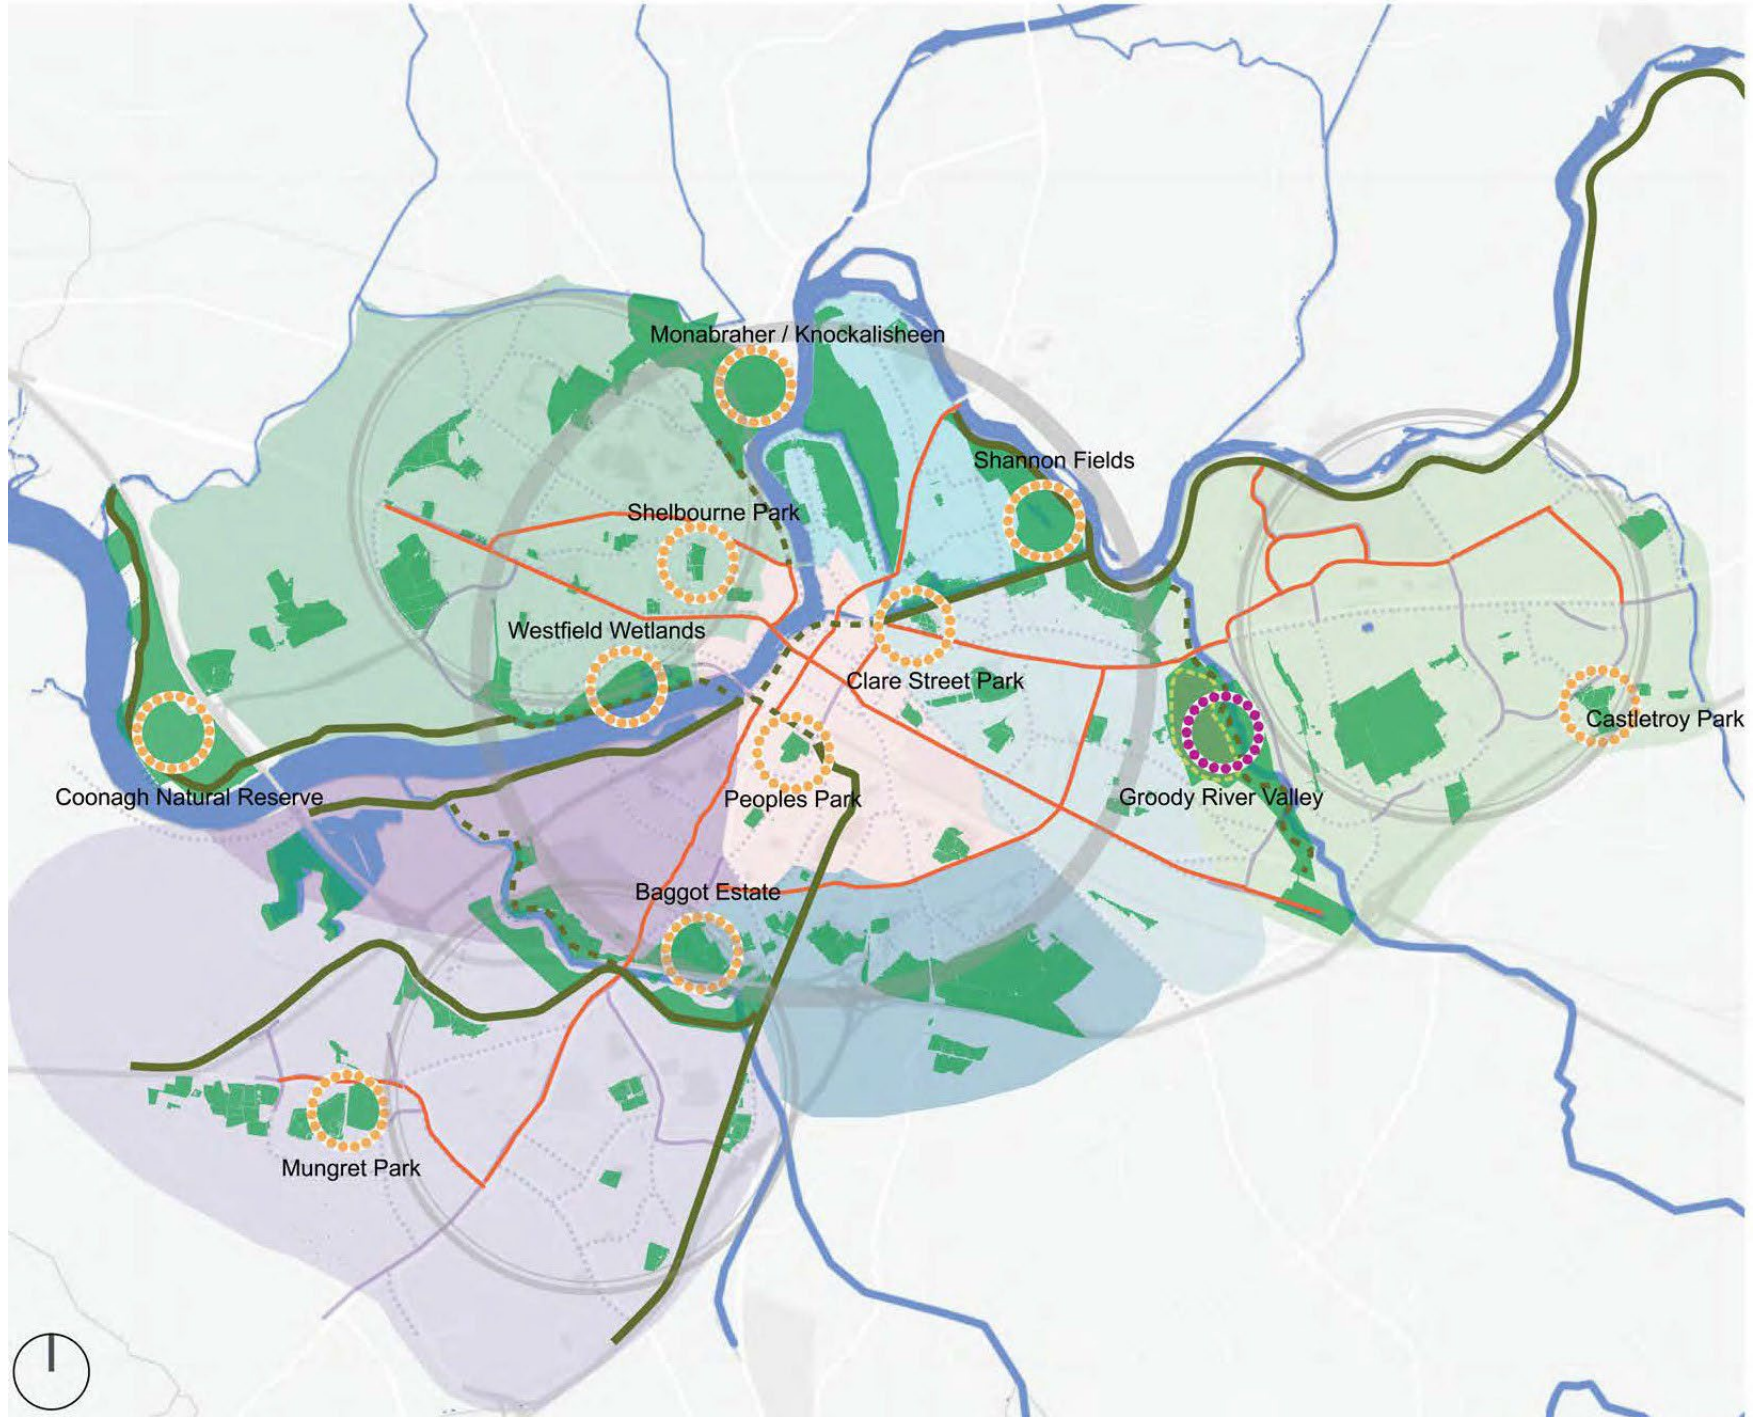 Monabraher / Knockalisheen
Shannon Fields
Shelbourne Park
Westfield Wetlands
Clare Street Park
Castletroy Park
Coonagh Natural Reserve
Peoples Park
Groody River Valley
Baggot Estate
Mungret Park